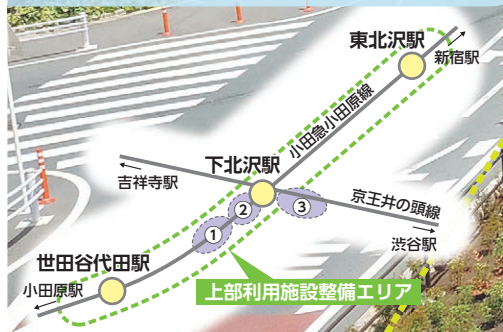 東北沢駅
新宿駅
小田急小田原線
下北沢駅
吉祥寺駅
京王井の頭線
②
③
①
渋谷駅
世田谷代田駅
小田原駅
上部利用施設整備エリア